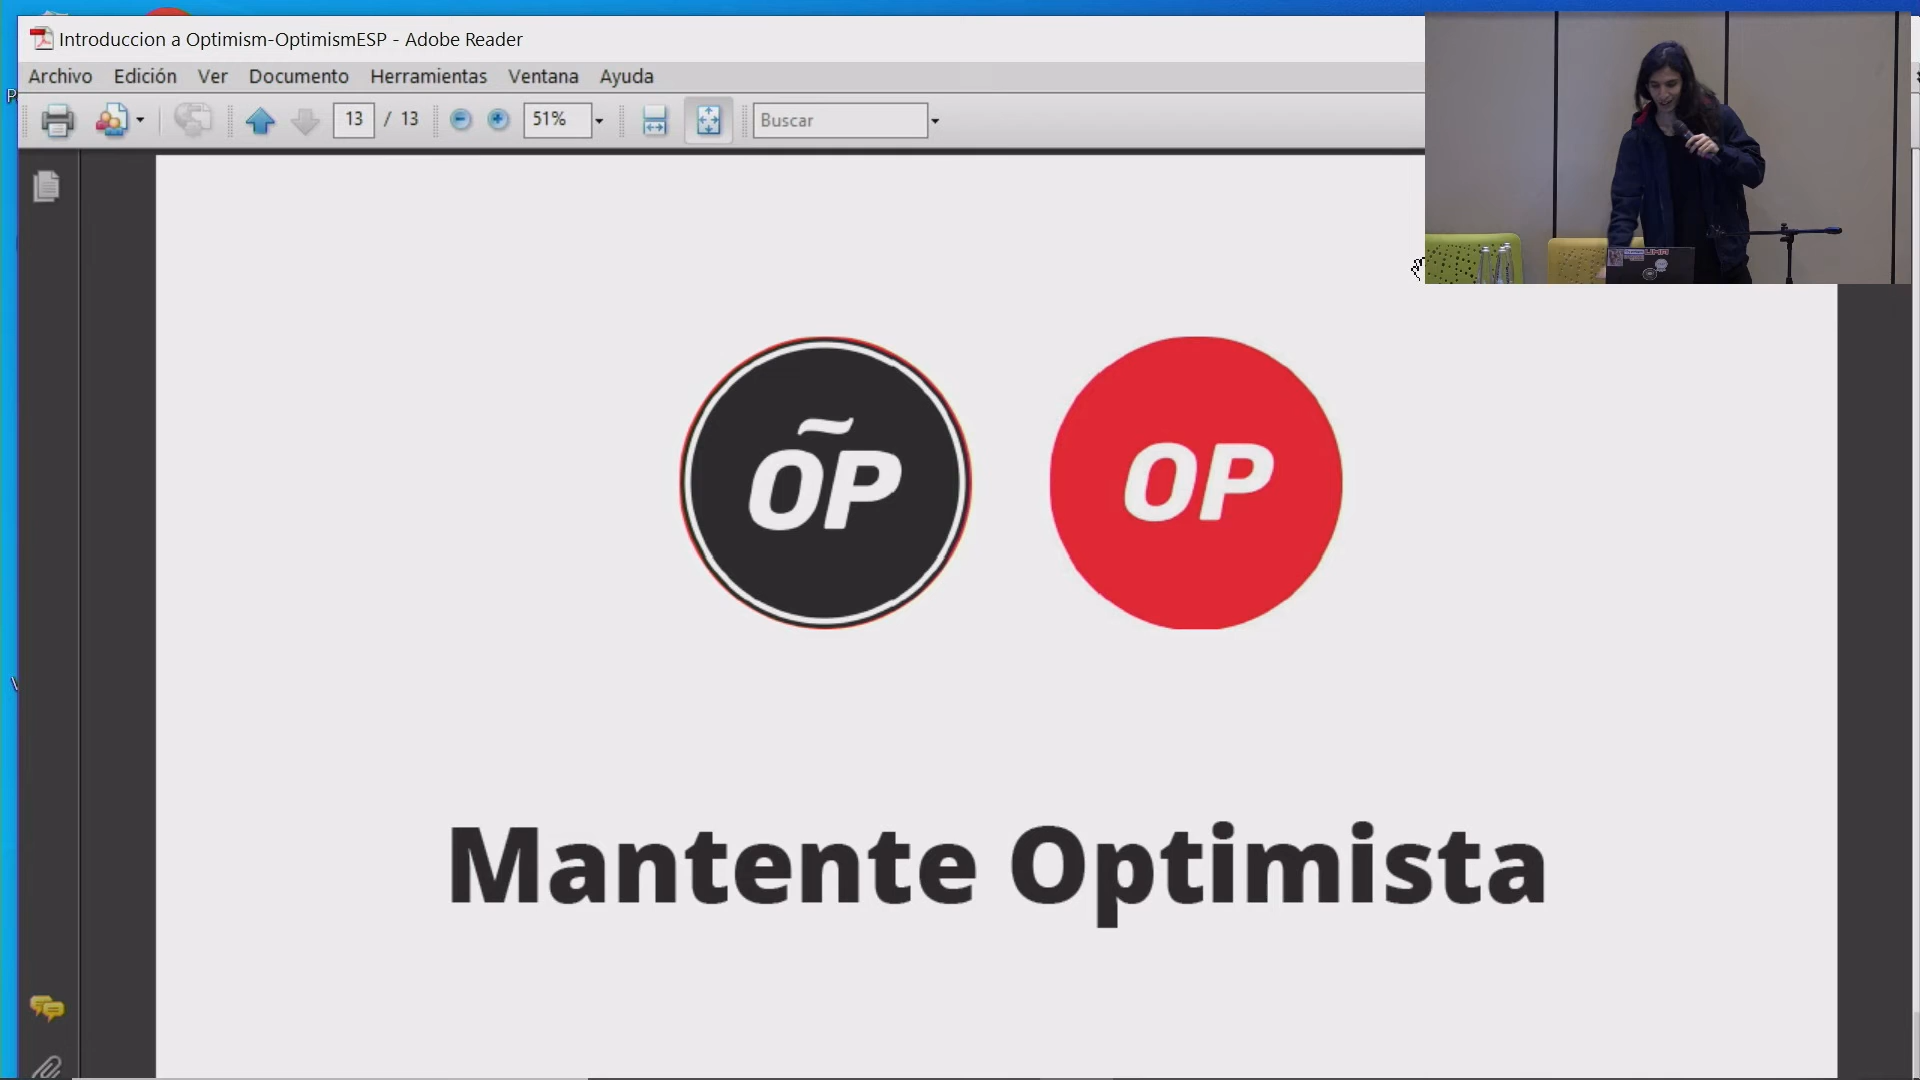 Introduccion a Optimism-OptimismESP - Adobe Reader
Archivo Edición Ver Documento Herramientas Ventana Ayuda
13 / 13 51% Buscar
ÕP
OP
Mantente Optimista